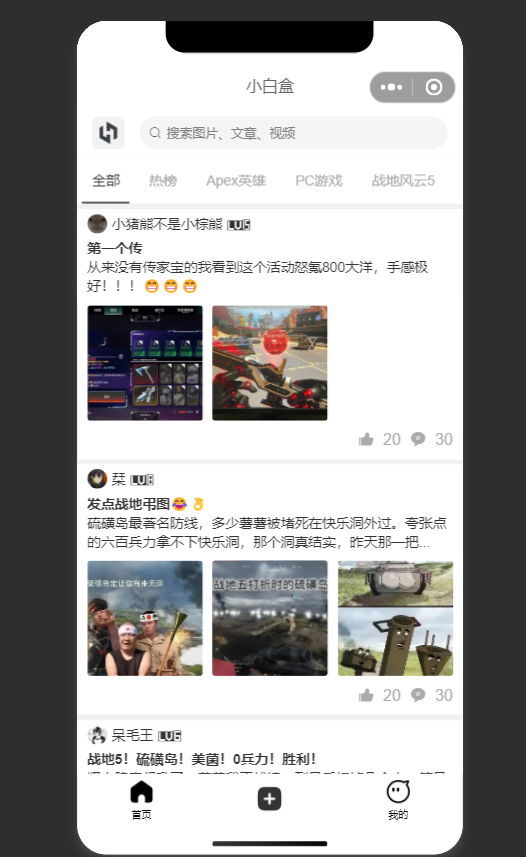 小白盒
搜索图片、文章、视频
全部 热榜 Apex英雄 PC游戏 战地风云5
小猪熊不是小棕熊
第一个传
从来没有传家宝的我看到这个活动怒氪800大洋，手感极
好！！！😁😁😁
20 30
栞
发点战地弔图😂👌
硫磺岛最著名防线，多少蕶蕶被堵死在快乐洞外过。夸张点
的六百兵力拿不下快乐洞，那个洞真结实，昨天那一把...
硫磺岛定让你有来无回
战地五打折时的硫磺岛
20 30
呆毛王
战地5！硫磺岛！美菌！0兵力！胜利！
首页 我的